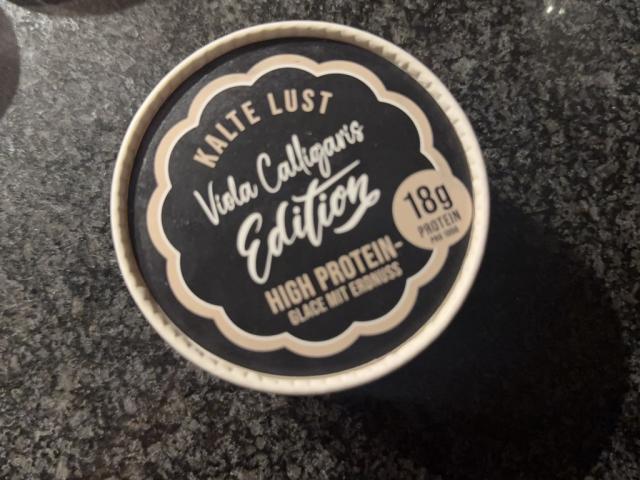 KALTE LUST
Viola Calligaris
Edition
18g
PROTEIN
HIGH PROTEIN-
GLACE MIT ERDNUSS